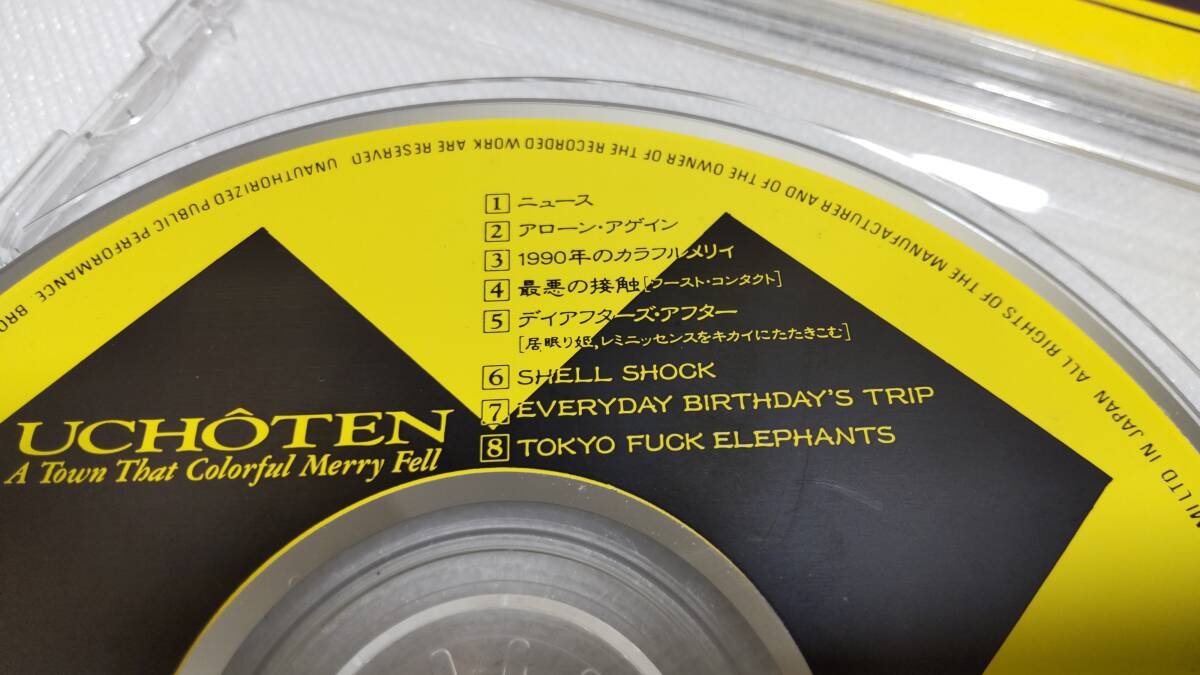 1 ニュース
2 アローン・アゲイン
3 1990年のカラフルメリィ
4 最悪の接触[ワースト・コンタクト]
5 デイアフターズ・アフター
[居眠り姫,レミニッセンスをキカイにたたきこむ]
6 SHELL SHOCK
7 EVERYDAY BIRTHDAY'S TRIP
8 TOKYO FUCK ELEPHANTS
UCHÔTEN
A Town That Colorful Merry Fell
MI LTD IN JAPAN ALL RIGHTS OF THE MANUFACTURER AND OF THE OWNER OF THE RECORDED WORK ARE RESERVED UNAUTHORIZED PUBLIC PERFORMANCE, BRO